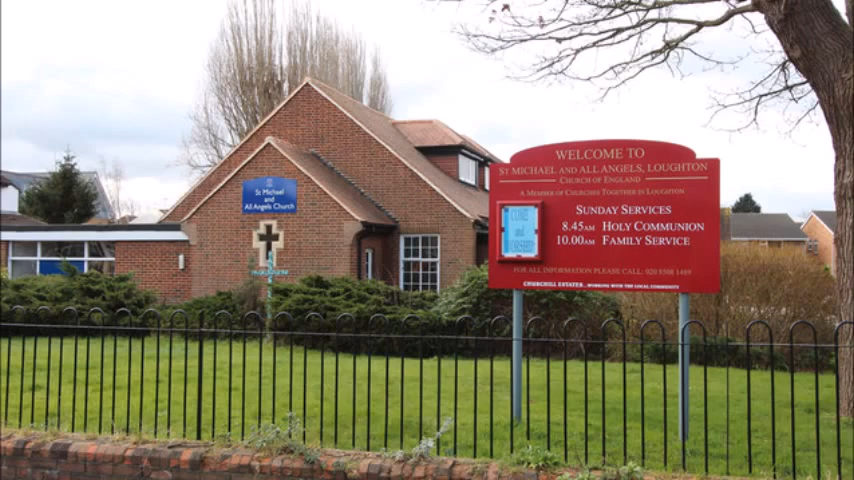 St Michael
and
All Angels Church
WELCOME TO
ST MICHAEL AND ALL ANGELS, LOUGHTON
CHURCH OF ENGLAND
A MEMBER OF CHURCHES TOGETHER IN LOUGHTON
SUNDAY SERVICES
8.45AM HOLY COMMUNION
10.00AM FAMILY SERVICE
COME
and
WORSHIP
FOR ALL INFORMATION PLEASE CALL: 020 8508 1489
CHURCHILL ESTATES...WORKING WITH THE LOCAL COMMUNITY